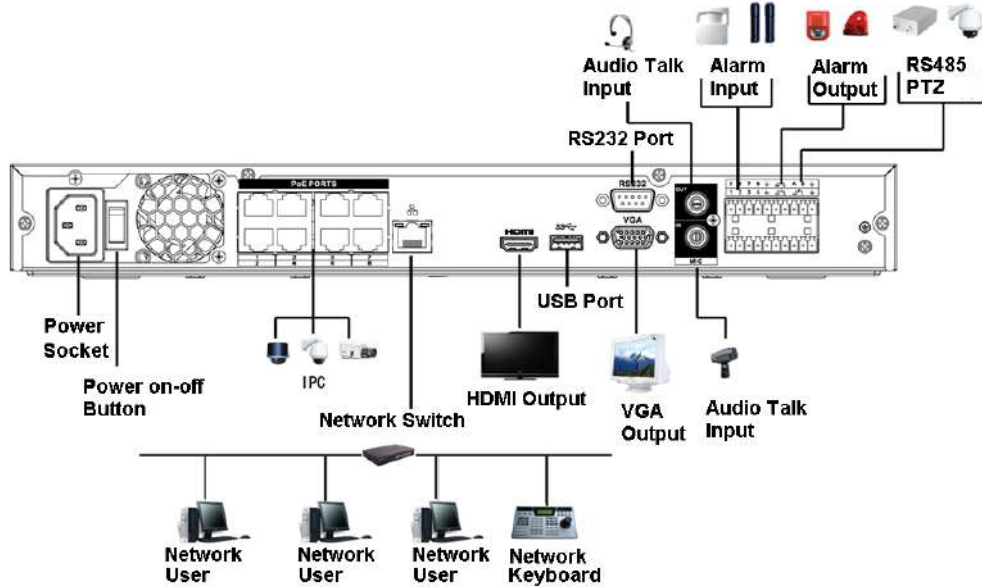 Audio Talk
Input
Alarm
Input
Alarm
Output
RS485
PTZ
RS232 Port
PoE PORTS
RS232
OUT
VGA
HDMI
IN
MIC
USB Port
Power
Socket
Power on-off
Button
IPC
Network Switch
HDMI Output
VGA
Output
Audio Talk
Input
Network
User
Network
User
Network
User
Network
Keyboard